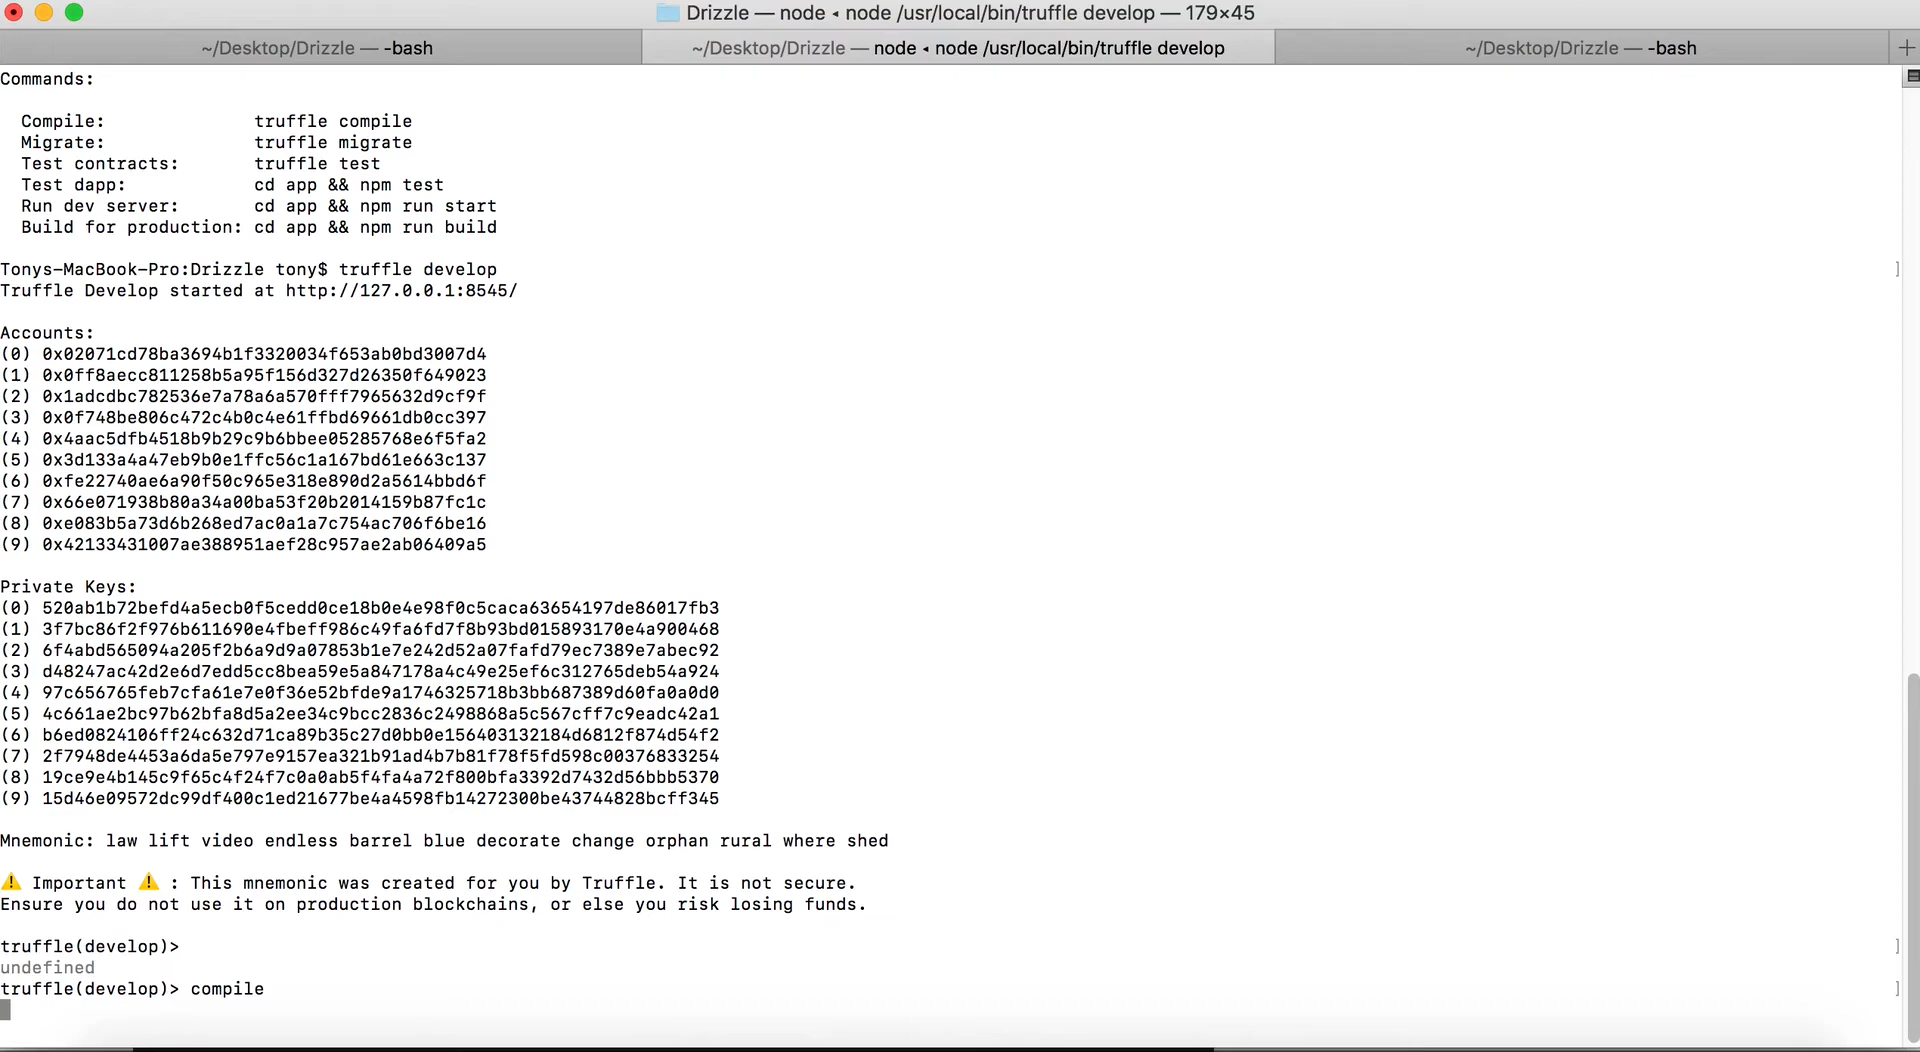 Drizzle — node ◂ node /usr/local/bin/truffle develop — 179×45
~/Desktop/Drizzle — -bash
~/Desktop/Drizzle — node ◂ node /usr/local/bin/truffle develop
~/Desktop/Drizzle — -bash
Commands:
Compile: truffle compile
Migrate: truffle migrate
Test contracts: truffle test
Test dapp: cd app && npm test
Run dev server: cd app && npm run start
Build for production: cd app && npm run build
Tonys-MacBook-Pro:Drizzle tony$ truffle develop
Truffle Develop started at http://127.0.0.1:8545/
Accounts:
(0) 0x02071cd78ba3694b1f3320034f653ab0bd3007d4
(1) 0x0ff8aecc811258b5a95f156d327d26350f649023
(2) 0x1adcdbc782536e7a78a6a570fff7965632d9cf9f
(3) 0x0f748be806c472c4b0c4e61ffbd69661db0cc397
(4) 0x4aac5dfb4518b9b29c9b6bbee05285768e6f5fa2
(5) 0x3d133a4a47eb9b0e1ffc56c1a167bd61e663c137
(6) 0xfe22740ae6a90f50c965e318e890d2a5614bbd6f
(7) 0x66e071938b80a34a00ba53f20b2014159b87fc1c
(8) 0xe083b5a73d6b268ed7ac0a1a7c754ac706f6be16
(9) 0x42133431007ae388951aef28c957ae2ab06409a5
Private Keys:
(0) 520ab1b72befd4a5ecb0f5cedd0ce18b0e4e98f0c5caca63654197de86017fb3
(1) 3f7bc86f2f976b611690e4fbeff986c49fa6fd7f8b93bd015893170e4a900468
(2) 6f4abd565094a205f2b6a9d9a07853b1e7e242d52a07fafd79ec7389e7abec92
(3) d48247ac42d2e6d7edd5cc8bea59e5a847178a4c49e25ef6c312765deb54a924
(4) 97c656765feb7cfa61e7e0f36e52bfde9a1746325718b3bb687389d60fa0a0d0
(5) 4c661ae2bc97b62bfa8d5a2ee34c9bcc2836c2498868a5c567cff7c9eadc42a1
(6) b6ed0824106ff24c632d71ca89b35c27d0bb0e156403132184d6812f874d54f2
(7) 2f7948de4453a6da5e797e9157ea321b91ad4b7b81f78f5fd598c00376833254
(8) 19ce9e4b145c9f65c4f24f7c0a0ab5f4fa4a72f800bfa3392d7432d56bbb5370
(9) 15d46e09572dc99df400c1ed21677be4a4598fb14272300be43744828bcff345
Mnemonic: law lift video endless barrel blue decorate change orphan rural where shed
⚠️ Important ⚠️ : This mnemonic was created for you by Truffle. It is not secure.
Ensure you do not use it on production blockchains, or else you risk losing funds.
truffle(develop)>
undefined
truffle(develop)> compile